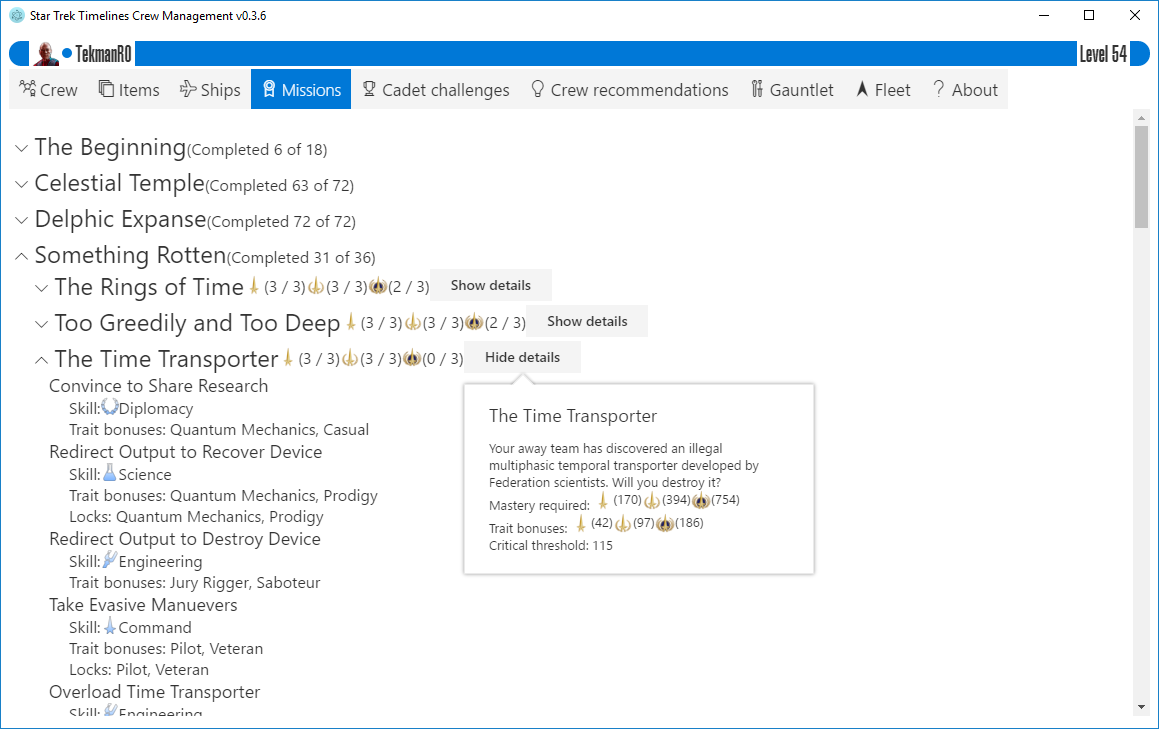 Star Trek Timelines Crew Management v0.3.6
TekmanRO Level 54
Crew Items Ships Missions Cadet challenges Crew recommendations Gauntlet Fleet About
The Beginning(Completed 6 of 18)
Celestial Temple(Completed 63 of 72)
Delphic Expanse(Completed 72 of 72)
Something Rotten(Completed 31 of 36)
The Rings of Time (3 / 3) (3 / 3) (2 / 3) Show details
Too Greedily and Too Deep (3 / 3) (3 / 3) (2 / 3) Show details
The Time Transporter (3 / 3) (3 / 3) (0 / 3) Hide details
Convince to Share Research
Skill: Diplomacy
Trait bonuses: Quantum Mechanics, Casual
Redirect Output to Recover Device
Skill: Science
Trait bonuses: Quantum Mechanics, Prodigy
Locks: Quantum Mechanics, Prodigy
Redirect Output to Destroy Device
Skill: Engineering
Trait bonuses: Jury Rigger, Saboteur
Take Evasive Manuevers
Skill: Command
Trait bonuses: Pilot, Veteran
Locks: Pilot, Veteran
Overload Time Transporter
Skill: Engineering
The Time Transporter
Your away team has discovered an illegal
multiphasic temporal transporter developed by
Federation scientists. Will you destroy it?
Mastery required: (170) (394) (754)
Trait bonuses: (42) (97) (186)
Critical threshold: 115